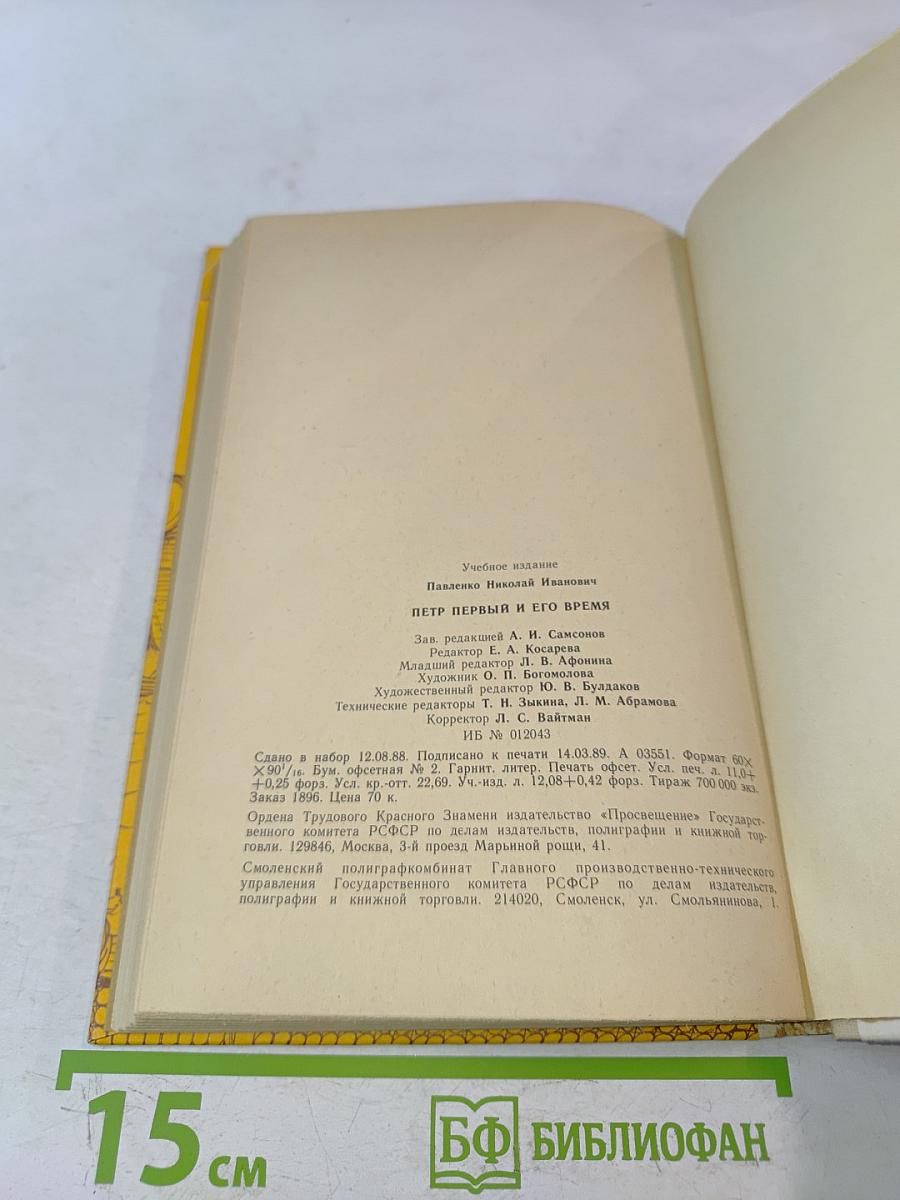 Учебное издание
Павленко Николай Иванович
ПЕТР ПЕРВЫЙ И ЕГО ВРЕМЯ
Зав. редакцией А. И. Самсонов
Редактор Е. А. Косарева
Младший редактор Л. В. Афонина
Художник О. П. Богомолова
Художественный редактор Ю. В. Булдаков
Технические редакторы Т. Н. Зыкина, Л. М. Абрамова
Корректор Л. С. Вайтман
ИБ № 012043
Сдано в набор 12.08.88. Подписано к печати 14.03.89. А 03551. Формат 60×
×90¹/₁₆. Бум. офсетная № 2. Гарнит. литер. Печать офсет. Усл. печ. л. 11,0+
+0,25 форз. Усл. кр.-отт. 22,69. Уч.-изд. л. 12,08+0,42 форз. Тираж 700 000 экз.
Заказ 1896. Цена 70 к.
Ордена Трудового Красного Знамени издательство «Просвещение» Государст-
венного комитета РСФСР по делам издательств, полиграфии и книжной тор-
говли. 129846, Москва, 3-й проезд Марьиной рощи, 41.
Смоленский полиграфкомбинат Главного производственно-технического
управления Государственного комитета РСФСР по делам издательств,
полиграфии и книжной торговли. 214020, Смоленск, ул. Смольянинова, 1.
15 см
БФ БИБЛИОФАН